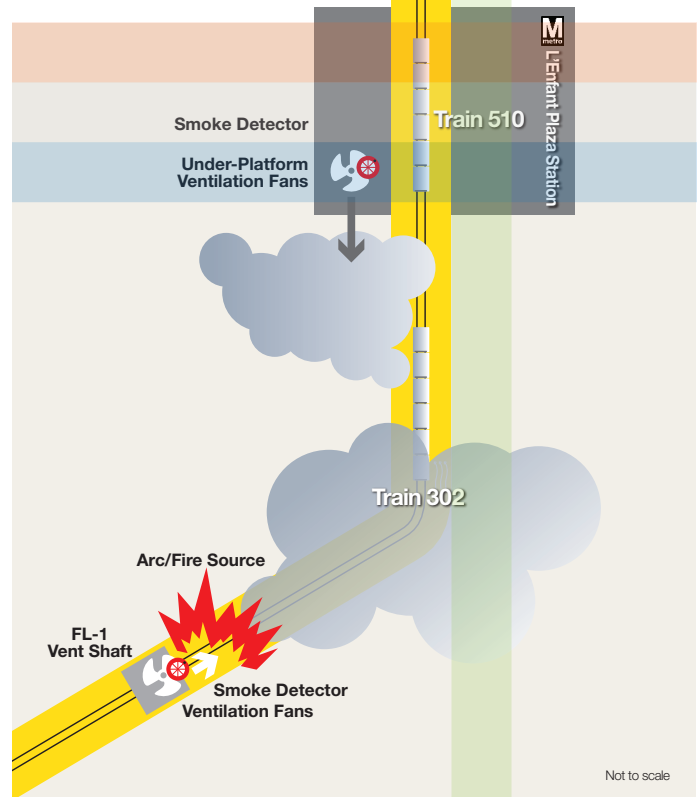 M
metro
L'Enfant Plaza Station
Train 510
Smoke Detector
Under-Platform
Ventilation Fans
Train 302
Arc/Fire Source
FL-1
Vent Shaft
Smoke Detector
Ventilation Fans
Not to scale